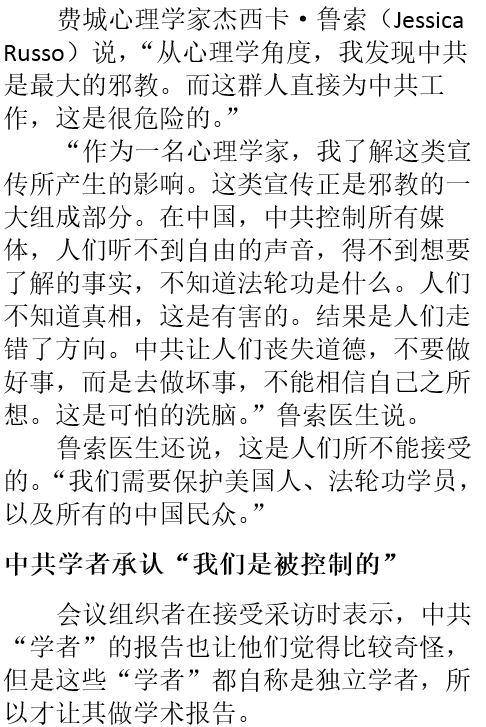 费城心理学家杰西卡·鲁索（Jessica
Russo）说，“从心理学角度，我发现中共
是最大的邪教。而这群人直接为中共工
作，这是很危险的。”
“作为一名心理学家，我了解这类宣
传所产生的影响。这类宣传正是邪教的一
大组成部分。在中国，中共控制所有媒
体，人们听不到自由的声音，得不到想要
了解的事实，不知道法轮功是什么。人们
不知道真相，这是有害的。结果是人们走
错了方向。中共让人们丧失道德，不要做
好事，而是去做坏事，不能相信自己之所
想。这是可怕的洗脑。”鲁索医生说。
鲁索医生还说，这是人们所不能接受
的。“我们需要保护美国人、法轮功学员，
以及所有的中国民众。”
中共学者承认“我们是被控制的”
会议组织者在接受采访时表示，中共
“学者”的报告也让他们觉得比较奇怪，
但是这些“学者”都自称是独立学者，所
以才让其做学术报告。